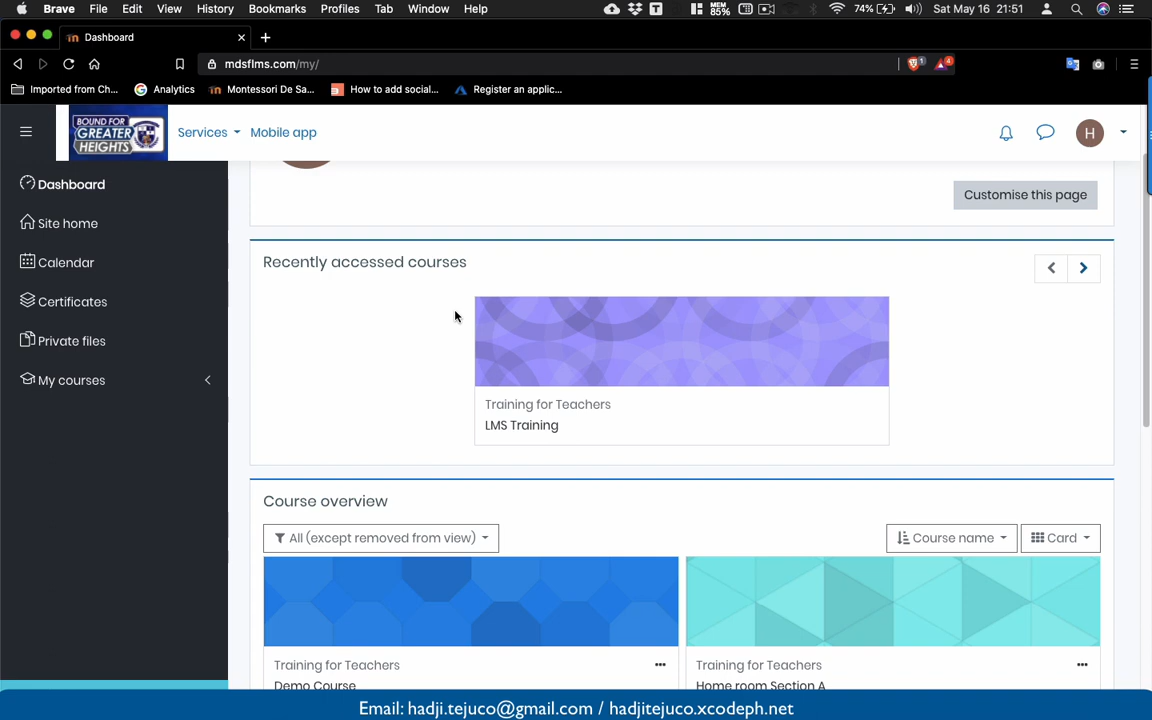 Brave File Edit View History Bookmarks Profiles Tab Window Help MEM 85% 74% Sat May 16 21:51
Dashboard
mdsflms.com/my/ 1 4
Imported from Ch... Analytics Montessori De Sa... How to add social... Register an applic...
BOUND FOR
GREATER
HEIGHTS
Services Mobile app H
Dashboard
Site home
Calendar
Certificates
Private files
My courses
Customise this page
Recently accessed courses
Training for Teachers
LMS Training
Course overview
All (except removed from view) Course name Card
Training for Teachers
Demo Course
Training for Teachers
Home room Section A
Email: hadji.tejuco@gmail.com / hadjitejuco.xcodeph.net